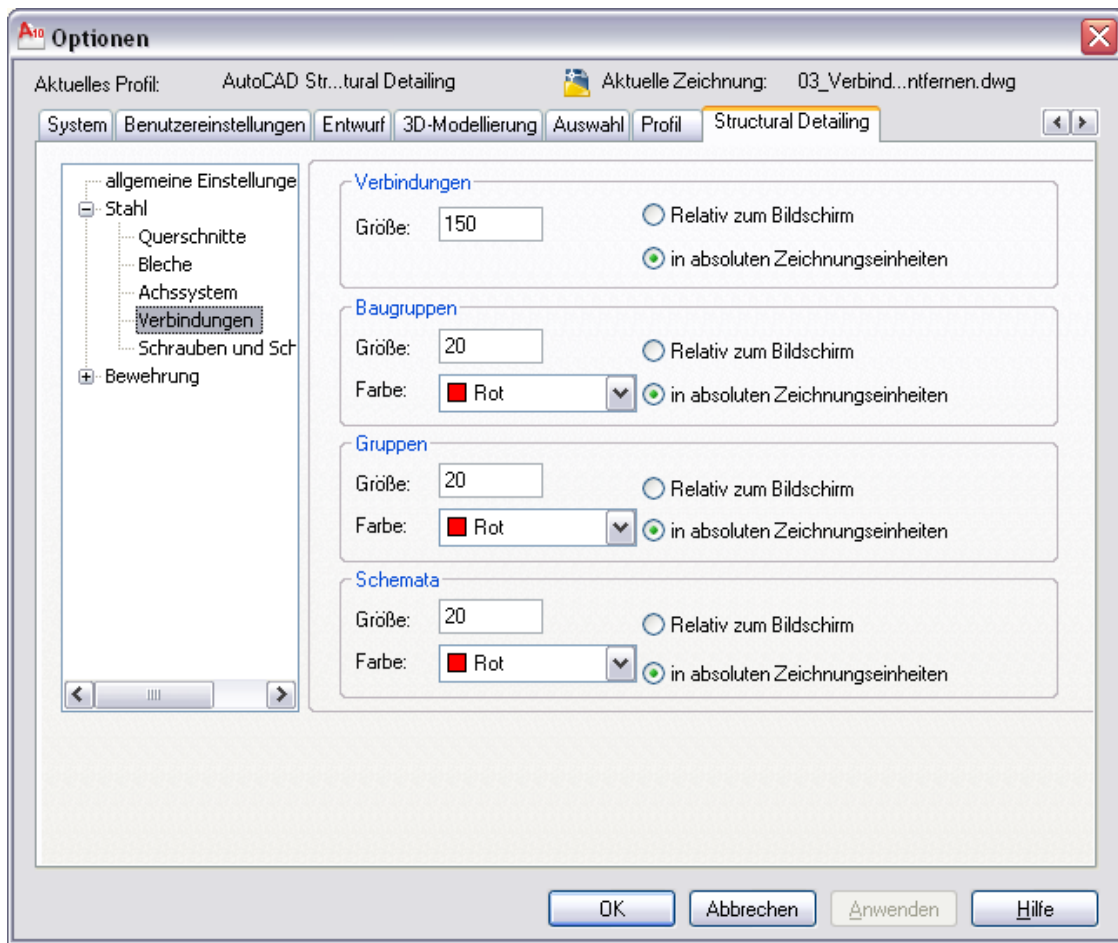 A10 Optionen
Aktuelles Profil: AutoCAD Str...tural Detailing Aktuelle Zeichnung: 03_Verbind...ntfernen.dwg
System Benutzereinstellungen Entwurf 3D-Modellierung Auswahl Profil Structural Detailing
allgemeine Einstellunge
Stahl
Querschnitte
Bleche
Achssystem
Verbindungen
Schrauben und Sch
Bewehrung
Verbindungen
Größe: 150 Relativ zum Bildschirm
in absoluten Zeichnungseinheiten
Baugruppen
Größe: 20 Relativ zum Bildschirm
Farbe: Rot in absoluten Zeichnungseinheiten
Gruppen
Größe: 20 Relativ zum Bildschirm
Farbe: Rot in absoluten Zeichnungseinheiten
Schemata
Größe: 20 Relativ zum Bildschirm
Farbe: Rot in absoluten Zeichnungseinheiten
OK Abbrechen Anwenden Hilfe